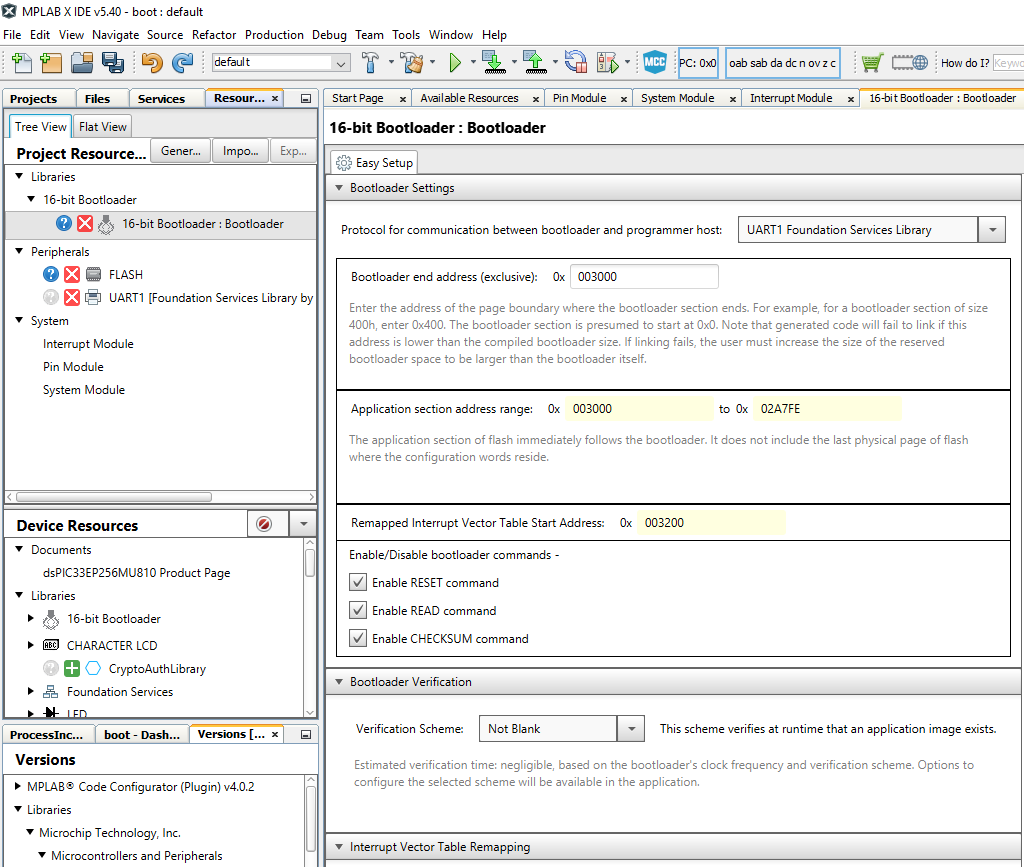 MPLAB X IDE v5.40 - boot : default
File Edit View Navigate Source Refactor Production Debug Team Tools Window Help
default
MCC
PC: 0x0
oab sab da dc n ov z c
How do I?
Projects
Files
Services
Resour...
Tree View
Flat View
Project Resource...
Gener...
Impo...
Exp...
Libraries
16-bit Bootloader
16-bit Bootloader : Bootloader
Peripherals
FLASH
UART1 [Foundation Services Library by
System
Interrupt Module
Pin Module
System Module
Device Resources
Documents
dsPIC33EP256MU810 Product Page
Libraries
16-bit Bootloader
CHARACTER LCD
CryptoAuthLibrary
Foundation Services
LED
ProcessInc...
boot - Dash...
Versions [...
Versions
MPLAB® Code Configurator (Plugin) v4.0.2
Libraries
Microchip Technology, Inc.
Microcontrollers and Peripherals
Start Page
Available Resources
Pin Module
System Module
Interrupt Module
16-bit Bootloader : Bootloader
16-bit Bootloader : Bootloader
Easy Setup
Bootloader Settings
Protocol for communication between bootloader and programmer host: UART1 Foundation Services Library
Bootloader end address (exclusive): 0x 003000
Enter the address of the page boundary where the bootloader section ends. For example, for a bootloader section of size
400h, enter 0x400. The bootloader section is presumed to start at 0x0. Note that generated code will fail to link if this
address is lower than the compiled bootloader size. If linking fails, the user must increase the size of the reserved
bootloader space to be larger than the bootloader itself.
Application section address range: 0x 003000 to 0x 02A7FE
The application section of flash immediately follows the bootloader. It does not include the last physical page of flash
where the configuration words reside.
Remapped Interrupt Vector Table Start Address: 0x 003200
Enable/Disable bootloader commands -
Enable RESET command
Enable READ command
Enable CHECKSUM command
Bootloader Verification
Verification Scheme: Not Blank This scheme verifies at runtime that an application image exists.
Estimated verification time: negligible, based on the bootloader's clock frequency and verification scheme. Options to
configure the selected scheme will be available in the application.
Interrupt Vector Table Remapping